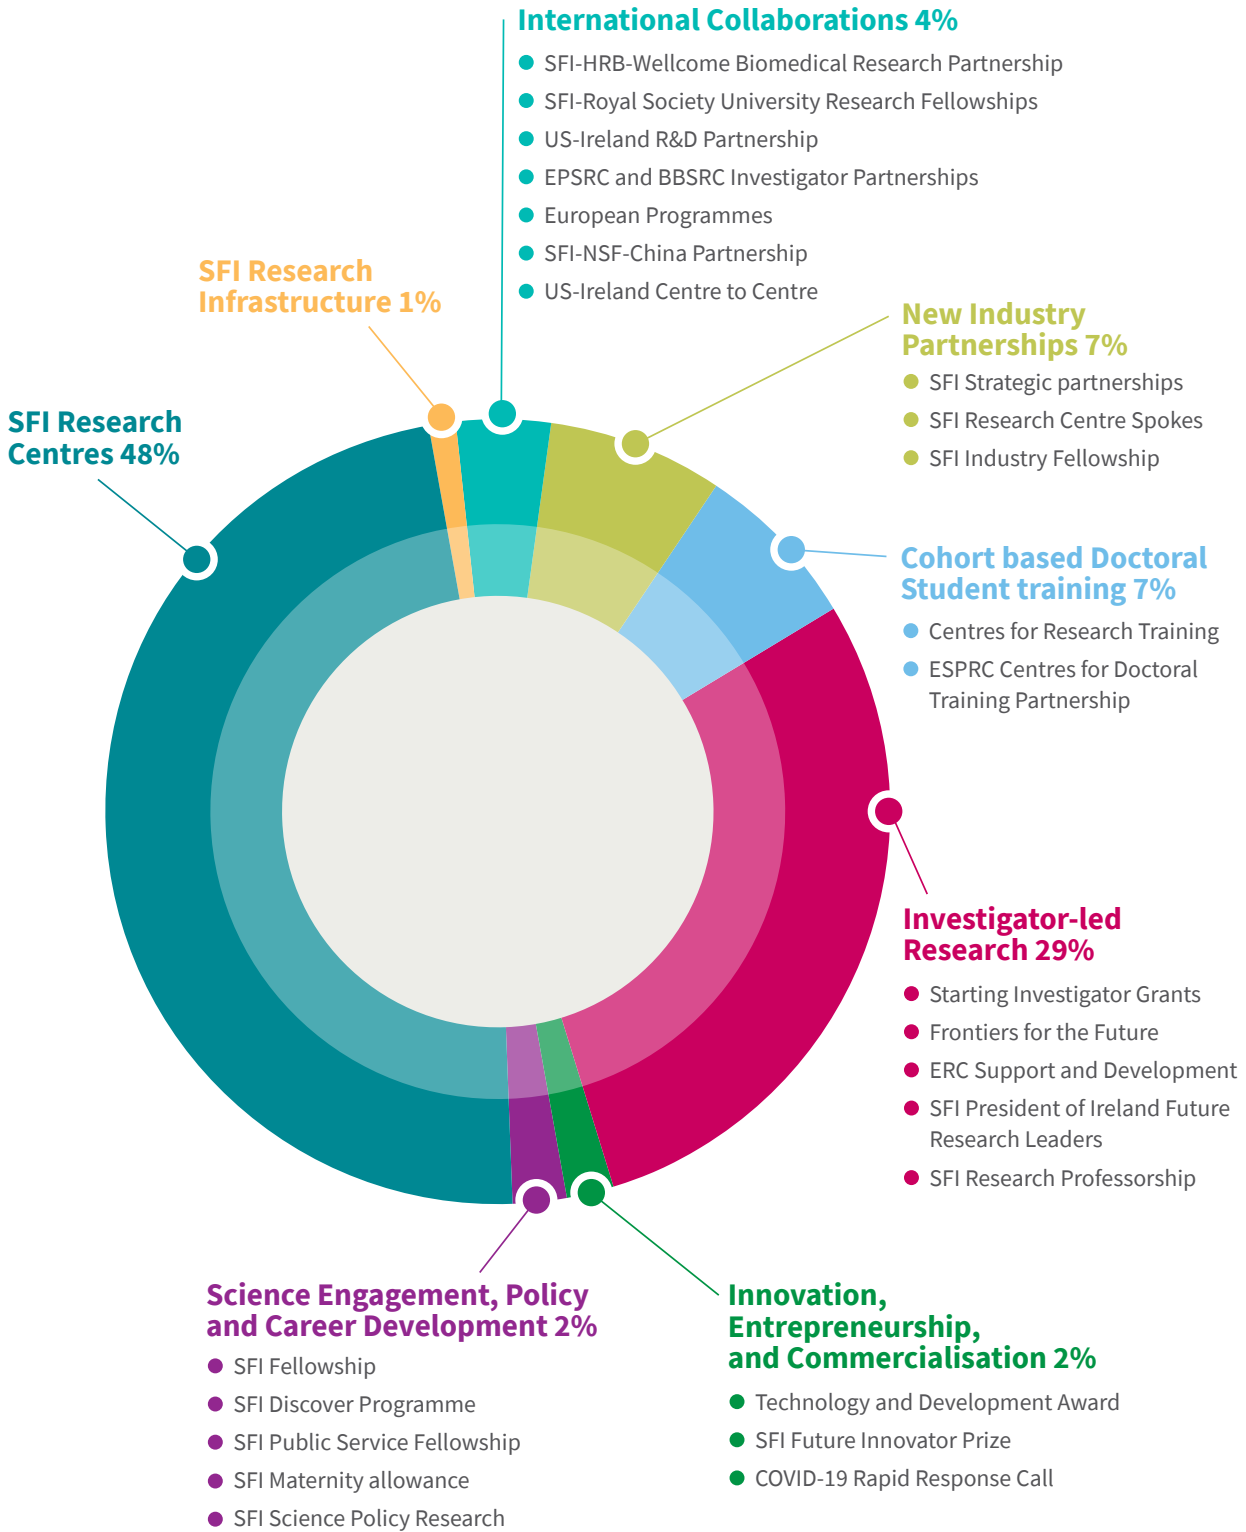 International Collaborations 4%
SFI-HRB-Wellcome Biomedical Research Partnership
SFI-Royal Society University Research Fellowships
US-Ireland R&D Partnership
EPSRC and BBSRC Investigator Partnerships
European Programmes
SFI-NSF-China Partnership
US-Ireland Centre to Centre
SFI Research
Infrastructure 1%
New Industry
Partnerships 7%
SFI Strategic partnerships
SFI Research Centre Spokes
SFI Industry Fellowship
SFI Research
Centres 48%
Cohort based Doctoral
Student training 7%
Centres for Research Training
ESPRC Centres for Doctoral
Training Partnership
Investigator-led
Research 29%
Starting Investigator Grants
Frontiers for the Future
ERC Support and Development
SFI President of Ireland Future
Research Leaders
SFI Research Professorship
Science Engagement, Policy
and Career Development 2%
SFI Fellowship
SFI Discover Programme
SFI Public Service Fellowship
SFI Maternity allowance
SFI Science Policy Research
Innovation,
Entrepreneurship,
and Commercialisation 2%
Technology and Development Award
SFI Future Innovator Prize
COVID-19 Rapid Response Call